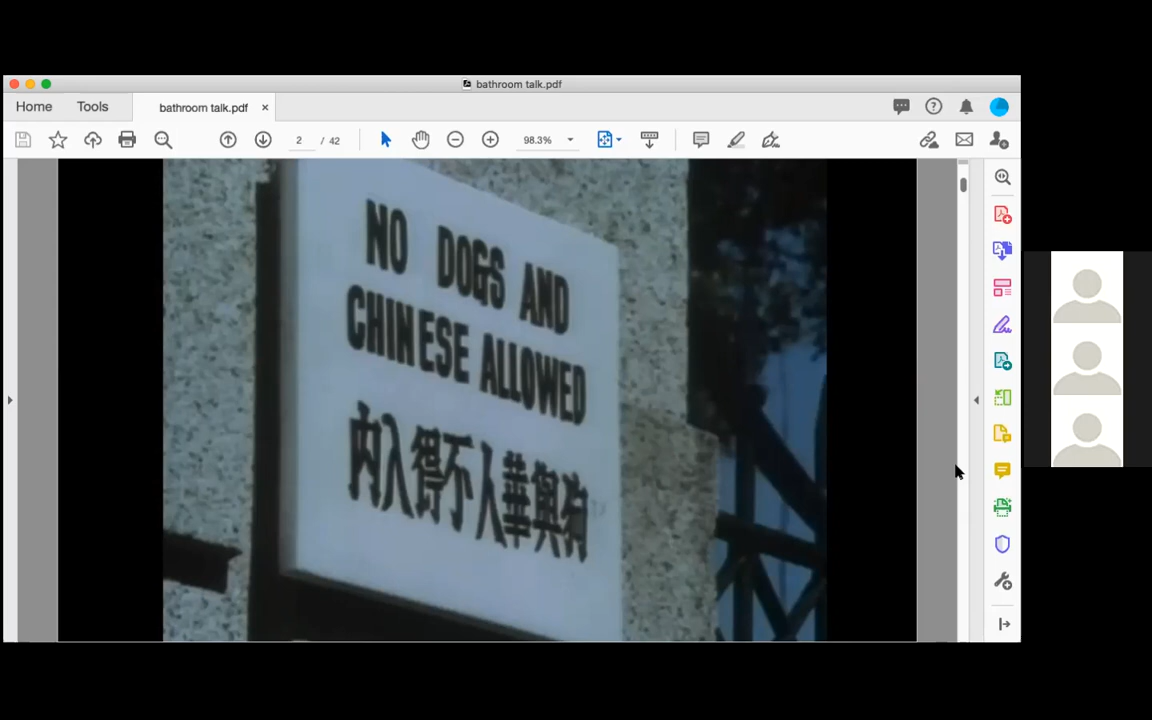 bathroom talk.pdf
Home Tools bathroom talk.pdf
2 / 42 98.3%
NO DOGS AND
CHINESE ALLOWED
狗與華人不得入內